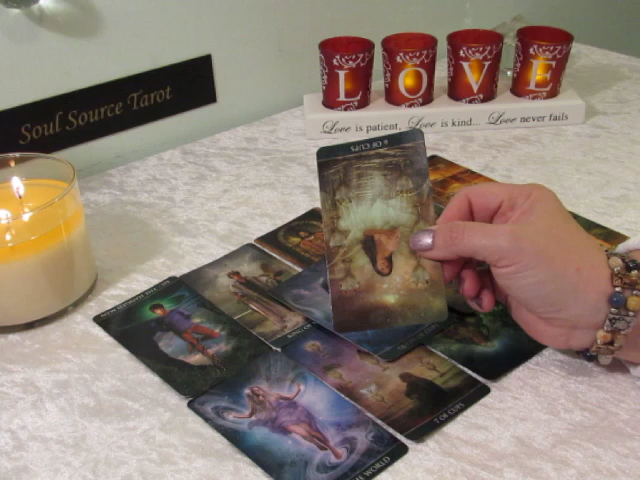 Soul Source Tarot
LOVE
Love is patient, Love is kind... Love never fails
6 OF CUPS
7 OF CUPS
WORLD